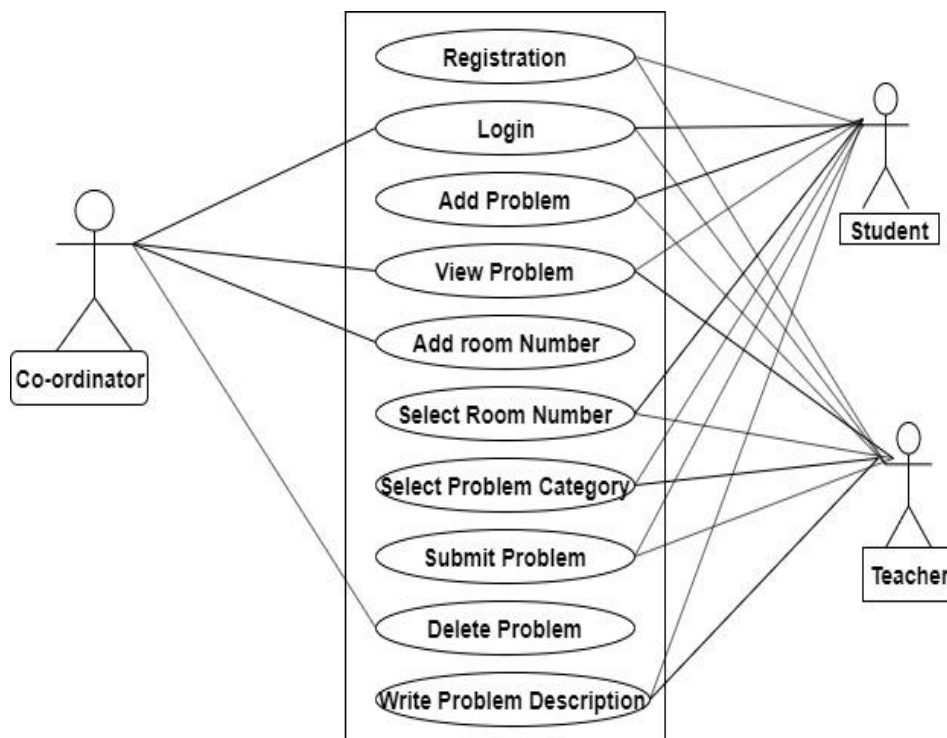 Registration
Login
Add Problem
View Problem
Add room Number
Select Room Number
Select Problem Category
Submit Problem
Delete Problem
Write Problem Description
Co-ordinator
Student
Teacher